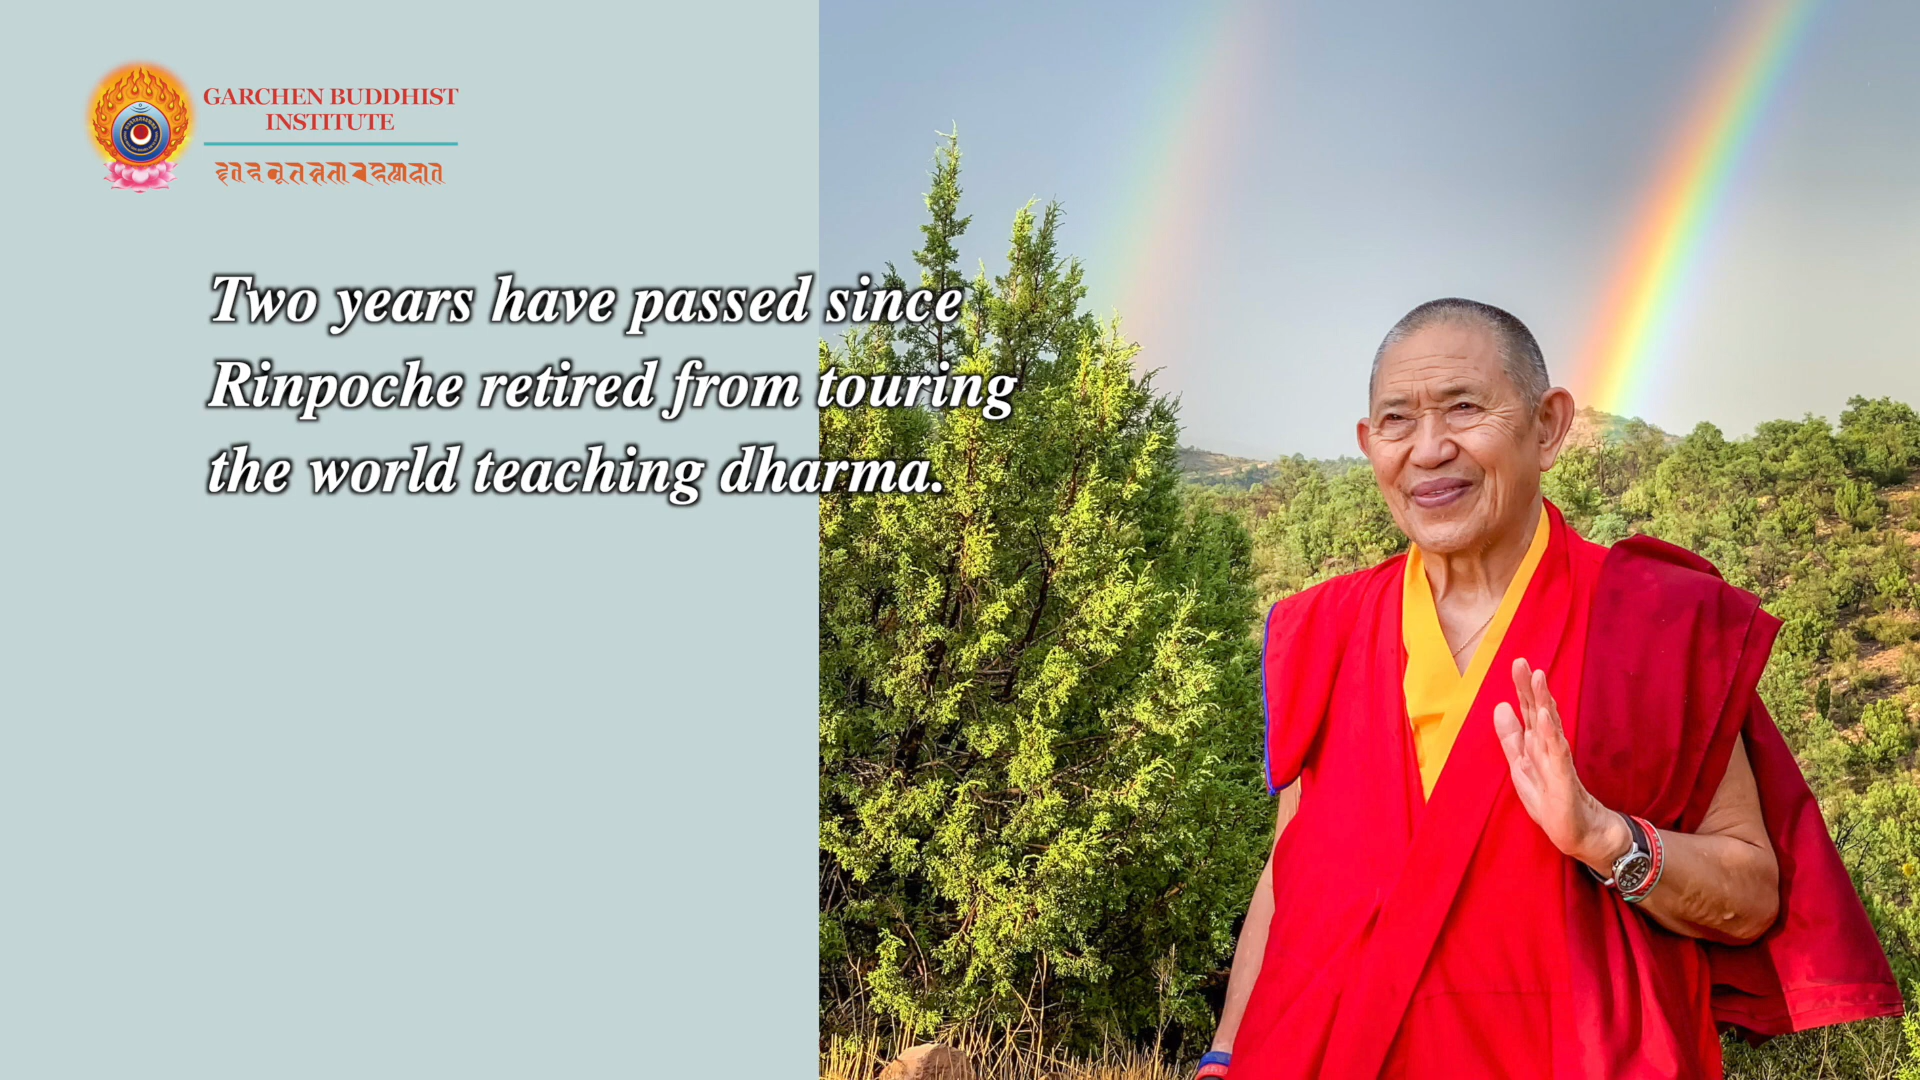 GARCHEN BUDDHIST
INSTITUTE
Two years have passed since
Rinpoche retired from touring
the world teaching dharma.